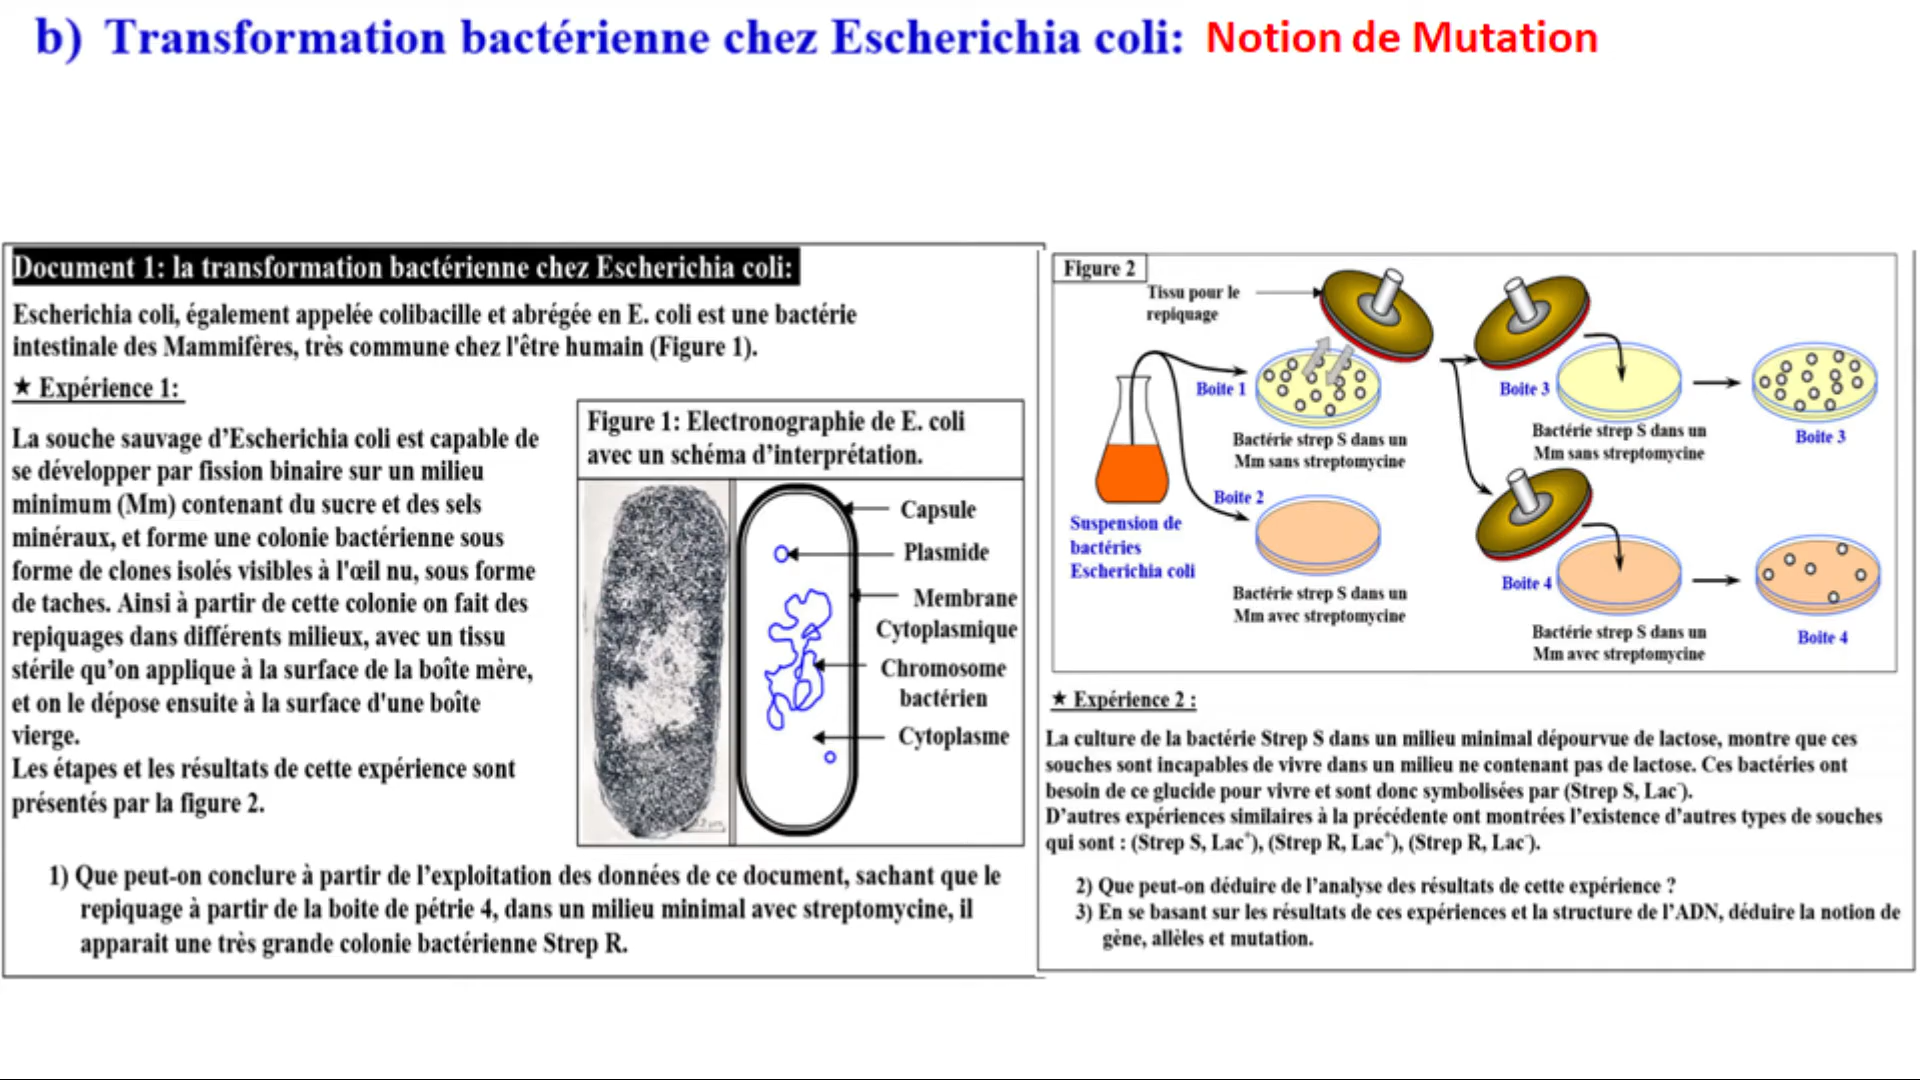 b) Transformation bactérienne chez Escherichia coli: Notion de Mutation
Document 1: la transformation bactérienne chez Escherichia coli:
Escherichia coli, également appelée colibacille et abrégée en E. coli est une bactérie
intestinale des Mammifères, très commune chez l'être humain (Figure 1).
★ Expérience 1:
La souche sauvage d’Escherichia coli est capable de
se développer par fission binaire sur un milieu
minimum (Mm) contenant du sucre et des sels
minéraux, et forme une colonie bactérienne sous
forme de clones isolés visibles à l'œil nu, sous forme
de taches. Ainsi à partir de cette colonie on fait des
repiquages dans différents milieux, avec un tissu
stérile qu’on applique à la surface de la boîte mère,
et on le dépose ensuite à la surface d'une boîte
vierge.
Les étapes et les résultats de cette expérience sont
présentés par la figure 2.
Figure 1: Electronographie de E. coli
avec un schéma d’interprétation.
Capsule
Plasmide
Membrane
Cytoplasmique
Chromosome
bactérien
Cytoplasme
1) Que peut-on conclure à partir de l’exploitation des données de ce document, sachant que le
repiquage à partir de la boite de pétrie 4, dans un milieu minimal avec streptomycine, il
apparait une très grande colonie bactérienne Strep R.
Figure 2
Tissu pour le
repiquage
Boite 1
Bactérie strep S dans un
Mm sans streptomycine
Boite 2
Suspension de
bactéries
Escherichia coli
Bactérie strep S dans un
Mm avec streptomycine
Boite 3
Bactérie strep S dans un
Mm sans streptomycine
Boite 3
Boite 4
Bactérie strep S dans un
Mm avec streptomycine
Boite 4
★ Expérience 2 :
La culture de la bactérie Strep S dans un milieu minimal dépourvue de lactose, montre que ces
souches sont incapables de vivre dans un milieu ne contenant pas de lactose. Ces bactéries ont
besoin de ce glucide pour vivre et sont donc symbolisées par (Strep S, Lac⁻).
D’autres expériences similaires à la précédente ont montrées l’existence d’autres types de souches
qui sont : (Strep S, Lac⁺), (Strep R, Lac⁺), (Strep R, Lac⁻).
2) Que peut-on déduire de l’analyse des résultats de cette expérience ?
3) En se basant sur les résultats de ces expériences et la structure de l’ADN, déduire la notion de
gène, allèles et mutation.